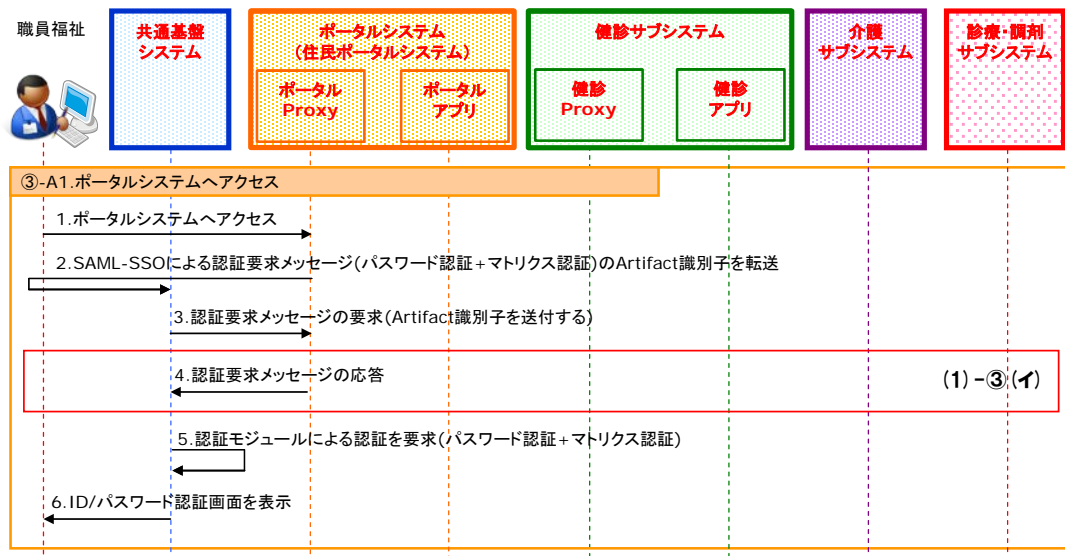 職員福祉
共通基盤
システム
ポータルシステム
(住民ポータルシステム)
ポータル
Proxy
ポータル
アプリ
健診サブシステム
健診
Proxy
健診
アプリ
介護
サブシステム
診療・調剤
サブシステム
③-A1.ポータルシステムへアクセス
1.ポータルシステムへアクセス
2.SAML-SSOによる認証要求メッセージ(パスワード認証+マトリクス認証)のArtifact識別子を転送
3.認証要求メッセージの要求(Artifact識別子を送付する)
4.認証要求メッセージの応答
(1)-③(イ)
5.認証モジュールによる認証を要求(パスワード認証+マトリクス認証)
6.ID/パスワード認証画面を表示